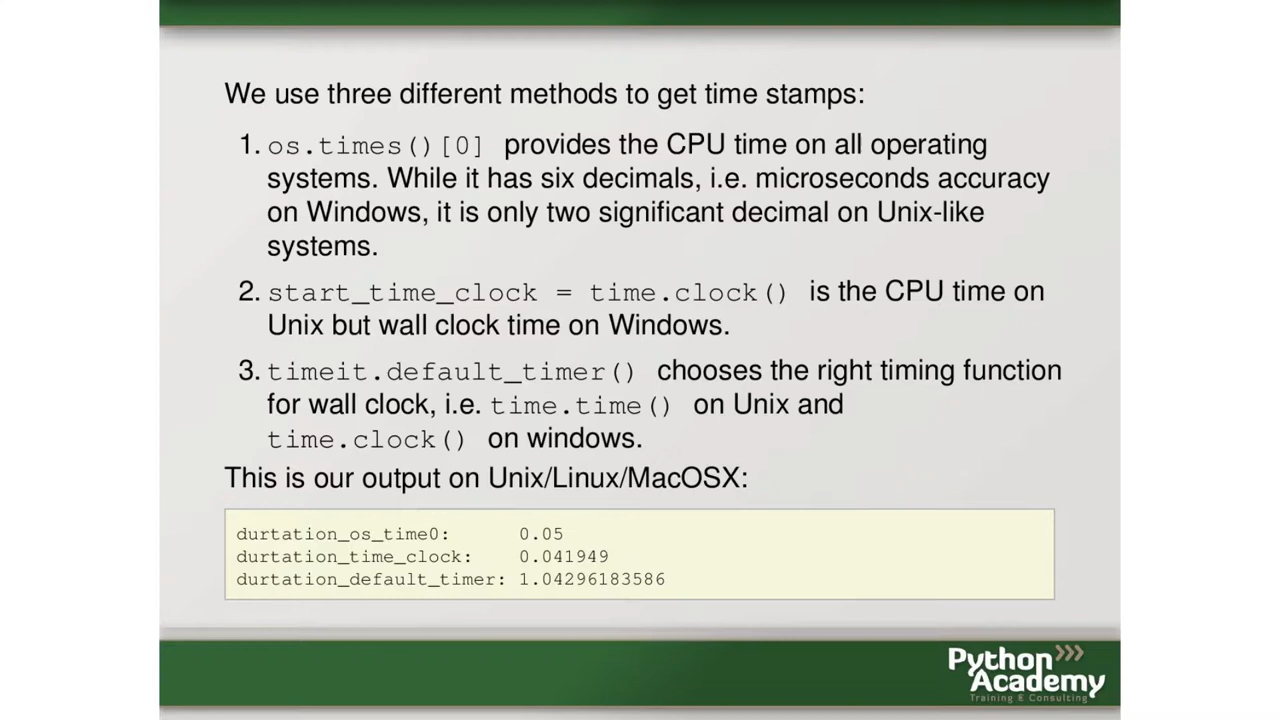 We use three different methods to get time stamps:
1. os.times()[0] provides the CPU time on all operating
systems. While it has six decimals, i.e. microseconds accuracy
on Windows, it is only two significant decimal on Unix-like
systems.
2. start_time_clock = time.clock() is the CPU time on
Unix but wall clock time on Windows.
3. timeit.default_timer() chooses the right timing function
for wall clock, i.e. time.time() on Unix and
time.clock() on windows.
This is our output on Unix/Linux/MacOSX:
durtation_os_time0: 0.05
durtation_time_clock: 0.041949
durtation_default_timer: 1.04296183586
Python
Academy
Training & Consulting